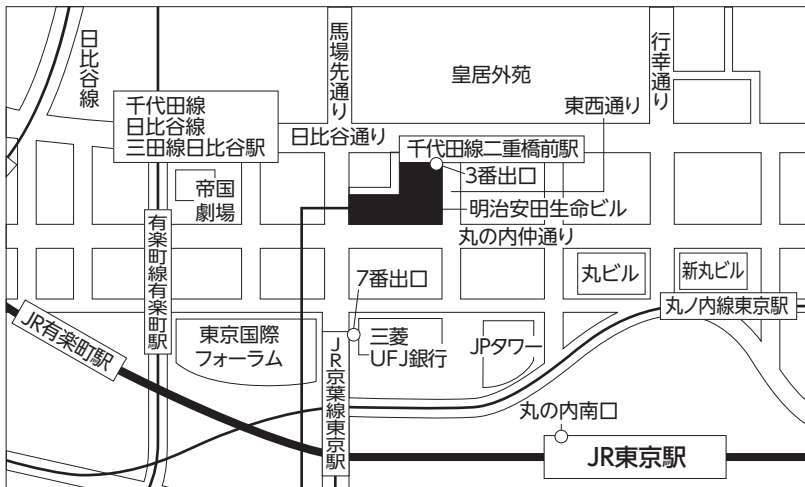 日比谷線
馬場先通り
行幸通り
皇居外苑
東西通り
千代田線
日比谷線
三田線日比谷駅
日比谷通り
千代田線二重橋前駅
3番出口
帝国
劇場
明治安田生命ビル
丸の内仲通り
有楽町線有楽町駅
7番出口
丸ビル
新丸ビル
丸ノ内線東京駅
JR有楽町駅
東京国際
フォーラム
JR京葉線東京駅
三菱
UFJ銀行
JPタワー
丸の内南口
JR東京駅